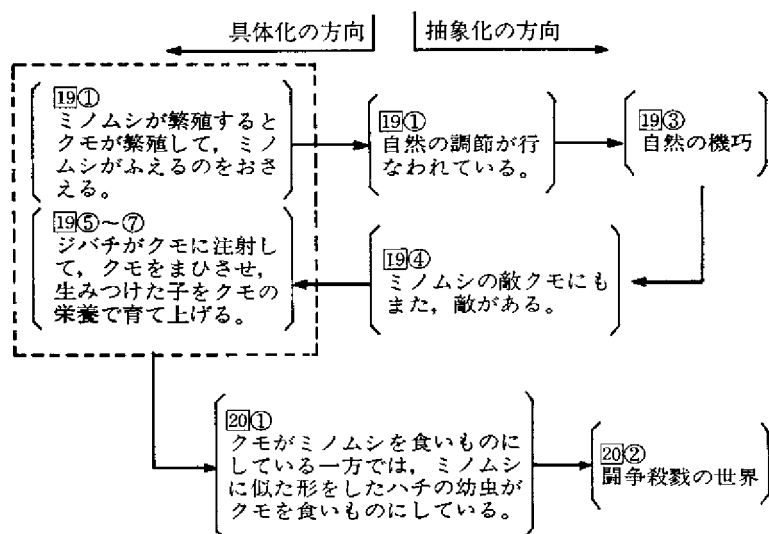 具体化の方向
抽象化の方向
19①
ミノムシが繁殖すると
クモが繁殖して，ミノ
ムシがふえるのをおさ
える。
19①
自然の調節が行
なわれている。
19③
自然の機巧
19⑤～⑦
ジバチがクモに注射し
て，クモをまひさせ，
生みつけた子をクモの
栄養で育て上げる。
19④
ミノムシの敵クモにも
また，敵がある。
20①
クモがミノムシを食いものに
している一方では，ミノムシ
に似た形をしたハチの幼虫が
クモを食いものにしている。
20②
闘争殺戮の世界